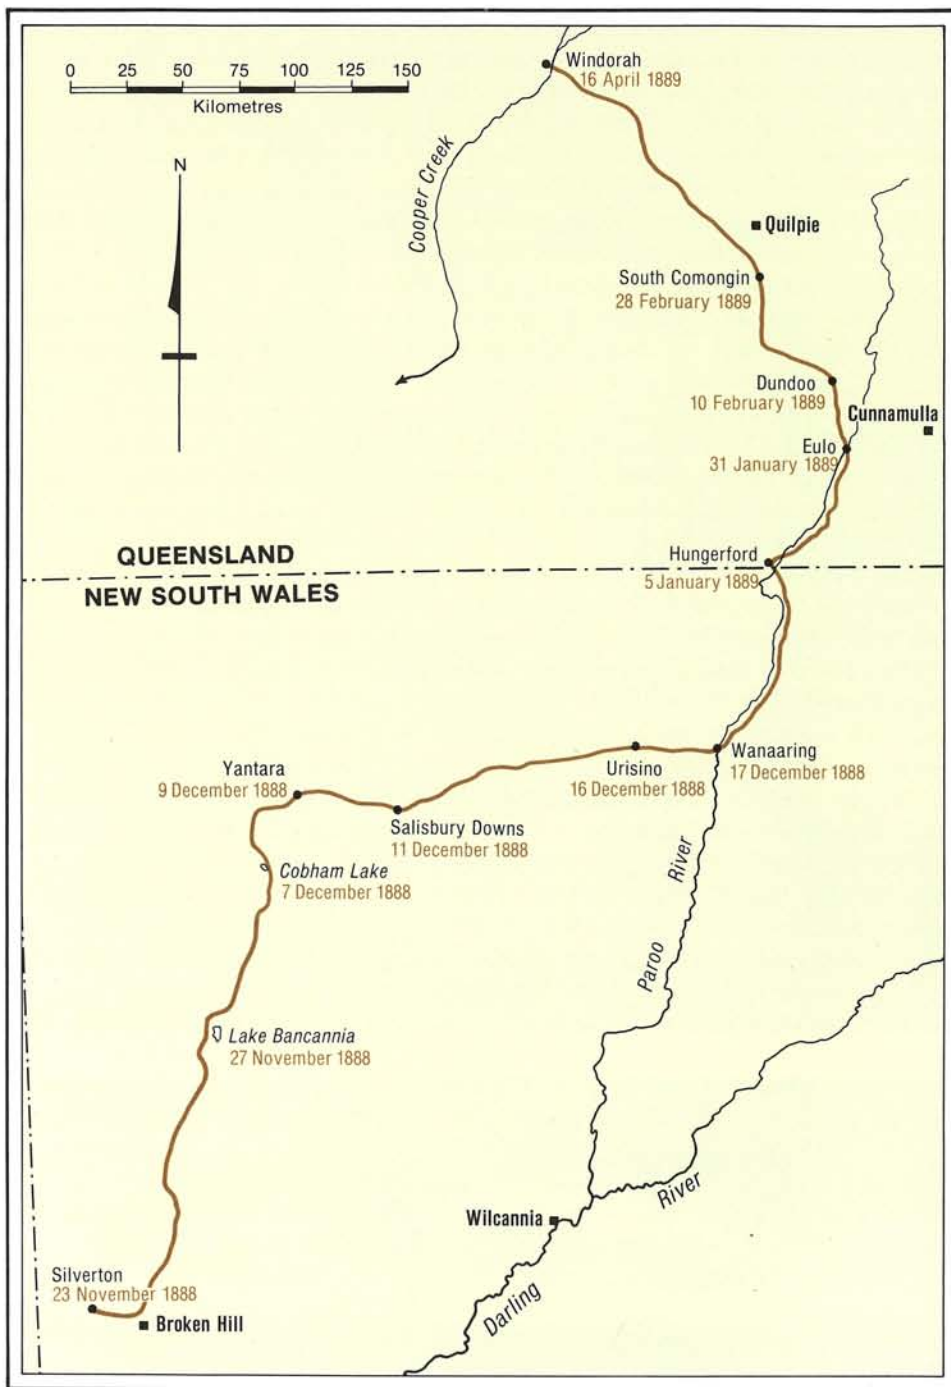 0 25 50 75 100 125 150
Kilometres
N
Windorah
16 April 1889
Cooper Creek
Quilpie
South Comongin
28 February 1889
Dundoo
10 February 1889
Cunnamulla
Eulo
31 January 1889
QUEENSLAND
NEW SOUTH WALES
Hungerford
5 January 1889
Yantara
9 December 1888
Urisino
16 December 1888
Wanaaring
17 December 1888
Salisbury Downs
11 December 1888
Cobham Lake
7 December 1888
Paroo River
Lake Bancannia
27 November 1888
Wilcannia
Darling River
Silverton
23 November 1888
Broken Hill